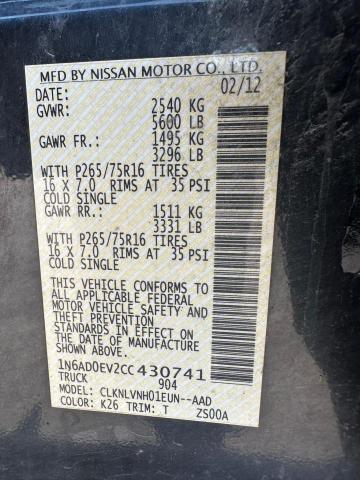 MFD BY NISSAN MOTOR CO., LTD.
DATE: 02/12
GVWR: 2540 KG
5600 LB
GAWR FR.: 1495 KG
3296 LB
WITH P265/75R16 TIRES
16 X 7.0 RIMS AT 35 PSI
COLD SINGLE
GAWR RR.: 1511 KG
3331 LB
WITH P265/75R16 TIRES
16 X 7.0 RIMS AT 35 PSI
COLD SINGLE
THIS VEHICLE CONFORMS TO
ALL APPLICABLE FEDERAL
MOTOR VEHICLE SAFETY AND
THEFT PREVENTION
STANDARDS IN EFFECT ON
THE DATE OF MANUFACTURE
SHOWN ABOVE.
1N6AD0EV2CC430741
TRUCK 904
MODEL: CLKNLVNH01EUN--AAD
COLOR: K26 TRIM: T ZS00A